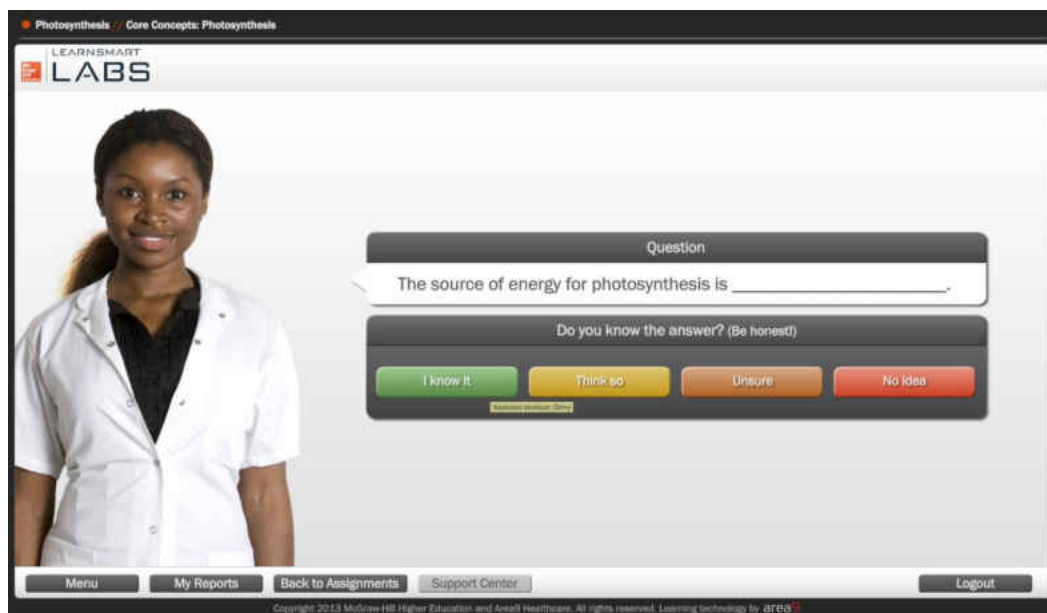 Photosynthesis // Core Concepts: Photosynthesis
LEARNSMART
LABS
Question
The source of energy for photosynthesis is ______________________.
Do you know the answer? (Be honest!)
I know it Think so Unsure No idea
Menu My Reports Back to Assignments Support Center Logout
Copyright 2013 McGraw-Hill Higher Education and Area9 Healthcare. All rights reserved. Learning technology by area9